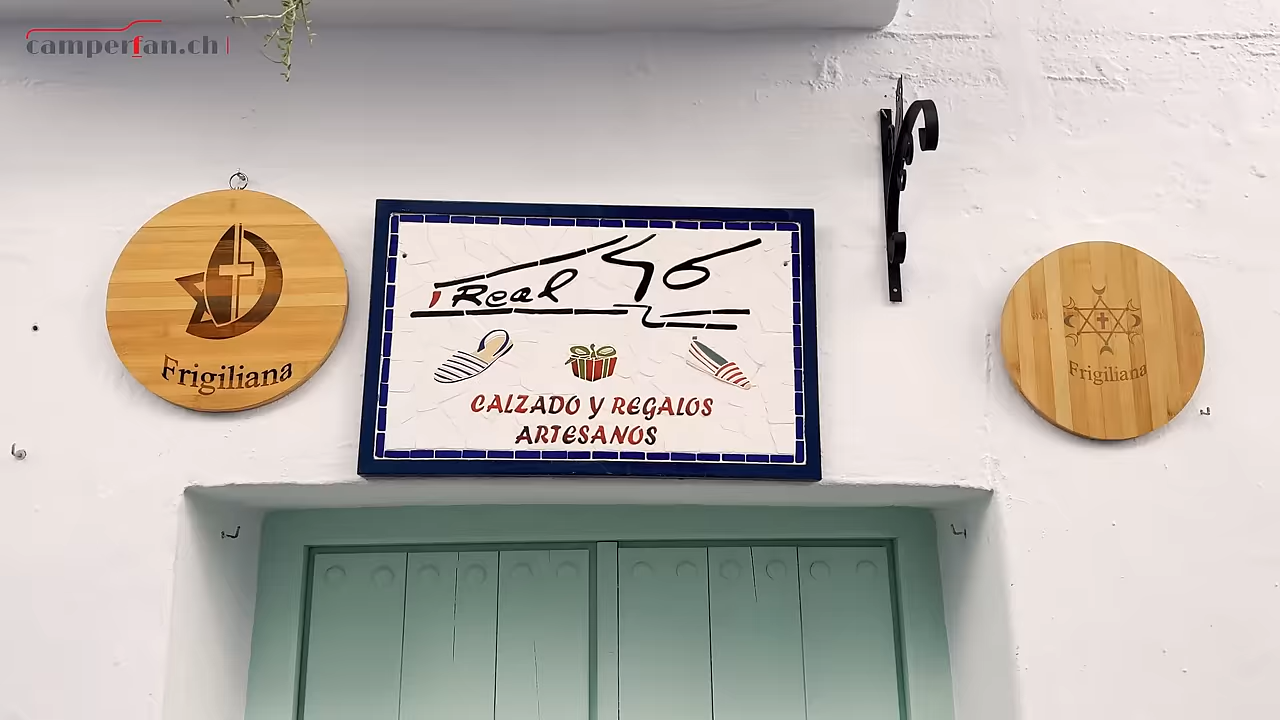 camperfan.ch
Real 46
CALZADO Y REGALOS
ARTESANOS
Frigiliana
Frigiliana